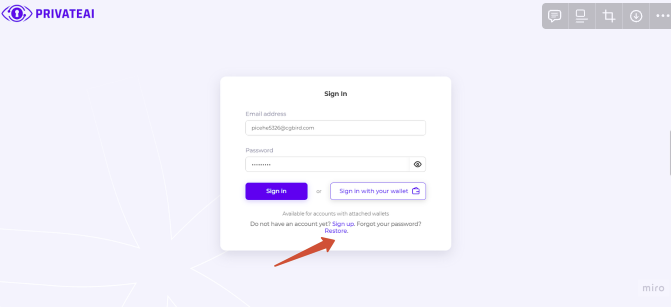 PRIVATEAI
Sign in
Email address
picehe5326@cgbird.com
Password
Sign in
or
Sign in with your wallet
Available for accounts with attached wallets
Do not have an account yet? Sign up. Forgot your password?
Restore.
miro